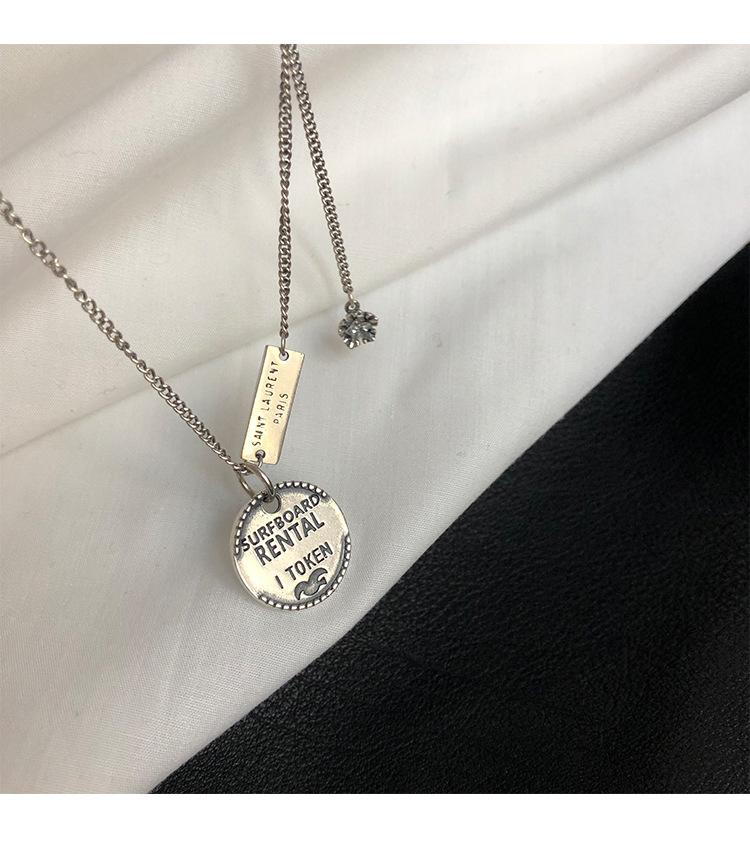 SAINT LAURENT
PARIS
SURFBOARD
RENTAL
1 TOKEN